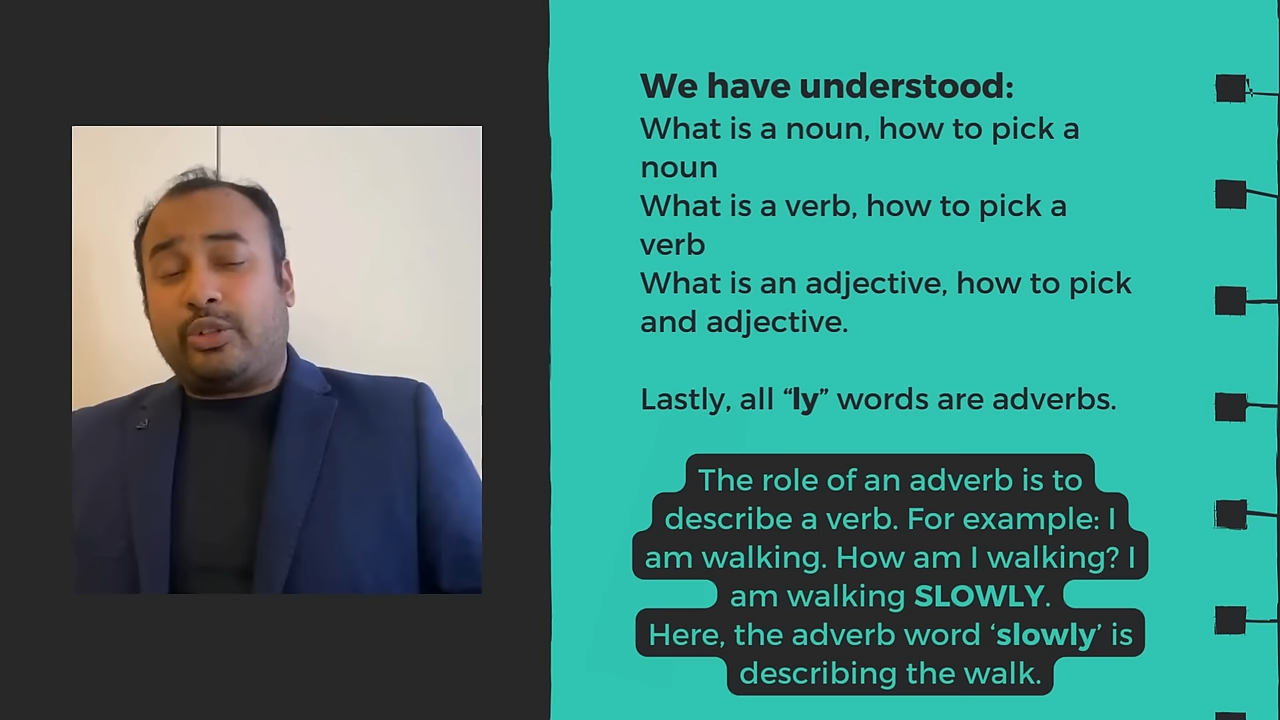 We have understood:
What is a noun, how to pick a
noun
What is a verb, how to pick a
verb
What is an adjective, how to pick
and adjective.
Lastly, all “ly” words are adverbs.
The role of an adverb is to
describe a verb. For example: I
am walking. How am I walking? I
am walking SLOWLY.
Here, the adverb word ‘slowly’ is
describing the walk.